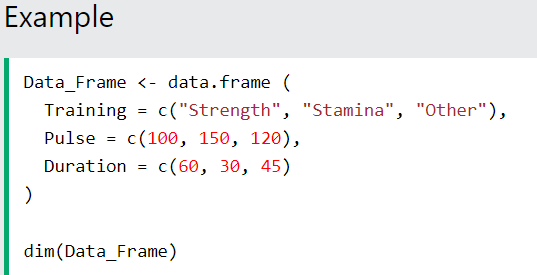 Example
Data_Frame <- data.frame (
  Training = c("Strength", "Stamina", "Other"),
  Pulse = c(100, 150, 120),
  Duration = c(60, 30, 45)
)

dim(Data_Frame)